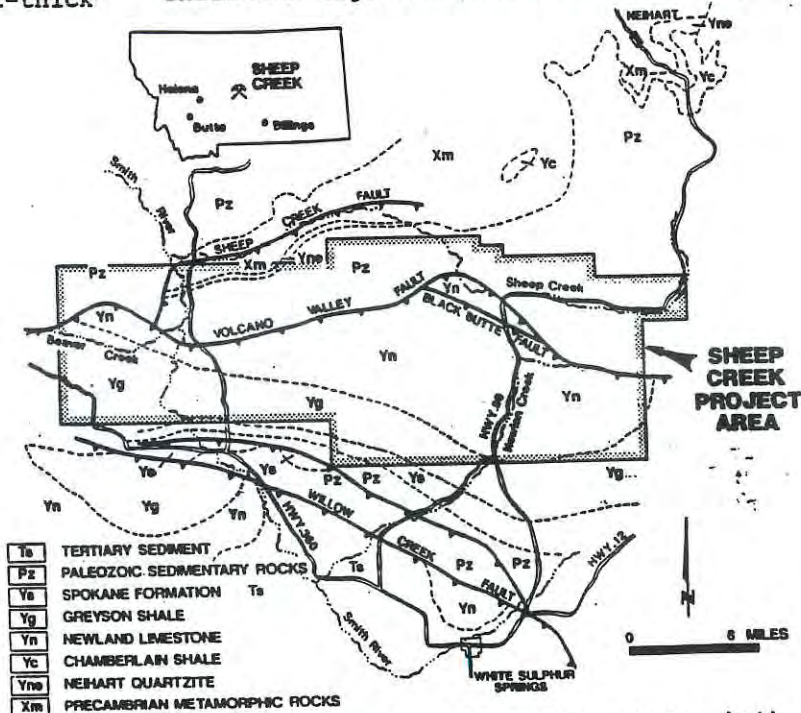 SHEEP
CREEK
Helena
Butte
Billings
NEIHART
Yne
Xm
Yc
Pz
Xm
Yc
Smith
River
Pz
SHEEP CREEK FAULT
Pz
Xm
Yne
Pz
Yn
Sheep Creek
Yn
VOLCANO VALLEY FAULT
BLACK BUTTE FAULT
Beaver
Creek
Yn
Yg
Yg
Yn
HWY. 89
Newlan Creek
SHEEP
CREEK
PROJECT
AREA
Ys
Ys
Pz
Pz
Ys
Yg
Yn
Yg
Yn
WILLOW CREEK FAULT
HWY. 360
Ts
Pz
Pz
HWY. 12
Yn
Ts
Smith River
WHITE SULPHUR
SPRINGS
N
0 6 MILES
Ts TERTIARY SEDIMENT
Pz PALEOZOIC SEDIMENTARY ROCKS
Ys SPOKANE FORMATION
Yg GREYSON SHALE
Yn NEWLAND LIMESTONE
Yc CHAMBERLAIN SHALE
Yne NEIHART QUARTZITE
Xm PRECAMBRIAN METAMORPHIC ROCKS